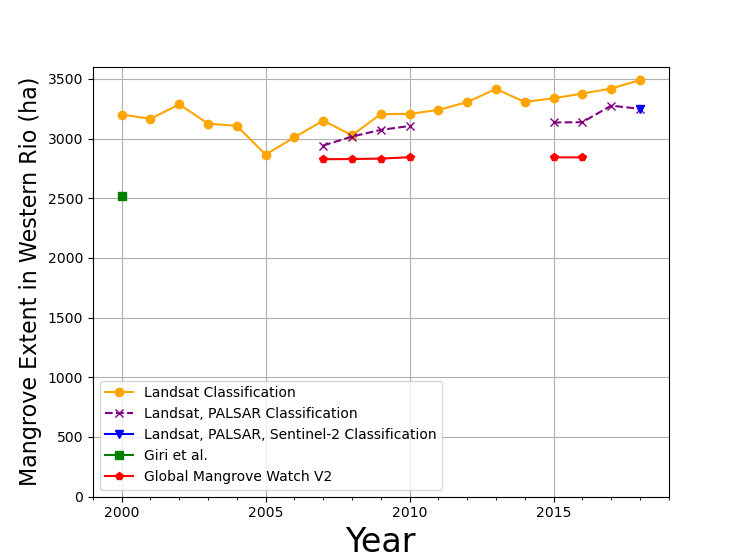 3500
3000
2500
2000
1500
1000
500
0
Mangrove Extent in Western Rio (ha)
Landsat Classification
Landsat, PALSAR Classification
Landsat, PALSAR, Sentinel-2 Classification
Giri et al.
Global Mangrove Watch V2
2000 2005 2010 2015
Year